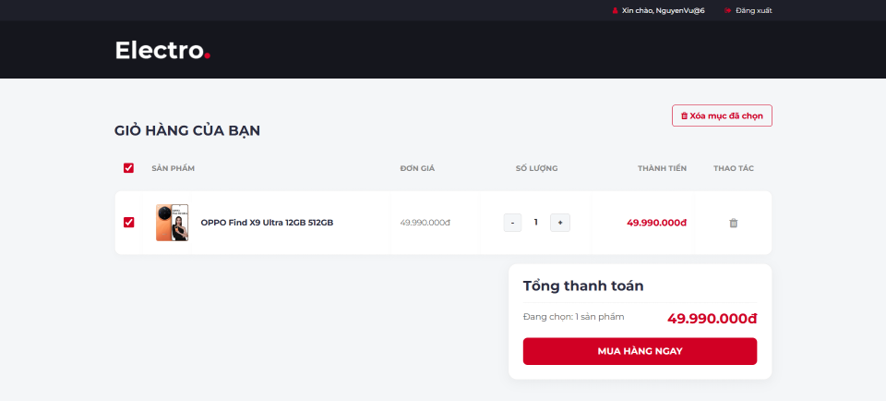 Xin chào, NguyenVu@6 Đăng xuất
Electro.
Xóa mục đã chọn
GIỎ HÀNG CỦA BẠN
SẢN PHẨM ĐƠN GIÁ SỐ LƯỢNG THÀNH TIỀN THAO TÁC
OPPO Find X9 Ultra 12GB 512GB 49.990.000đ - 1 + 49.990.000đ
Tổng thanh toán
Đang chọn: 1 sản phẩm 49.990.000đ
MUA HÀNG NGAY